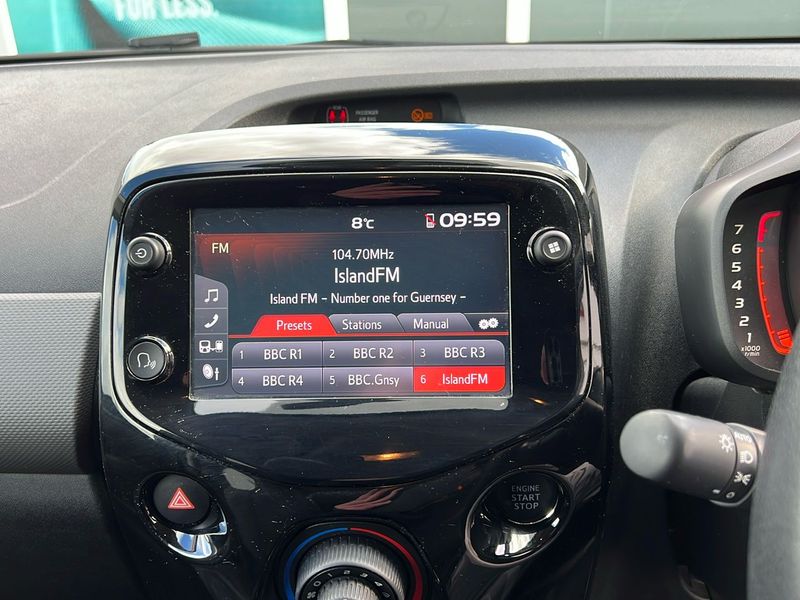 FOR LESS.
PASSENGER
AIR BAG
8°C
09:59
FM
104.70MHz
IslandFM
Island FM - Number one for Guernsey -
Presets
Stations
Manual
1 BBC R1
2 BBC R2
3 BBC R3
4 BBC R4
5 BBC.Gnsy
6 .IslandFM
ENGINE
START
STOP
7
6
5
4
3
2
1
x1000
r/min
AUTO